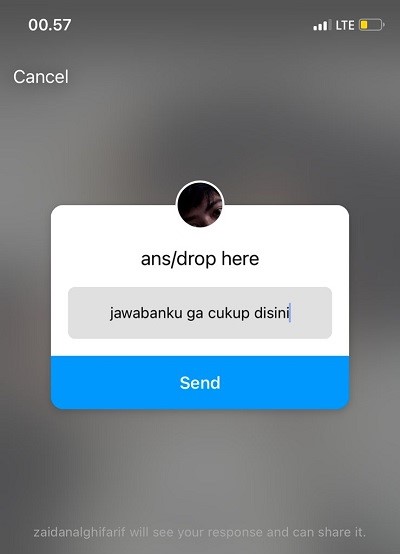 00.57 LTE
Cancel
ans/drop here
jawabanku ga cukup disini
Send
zaidanalghifarif will see your response and can share it.